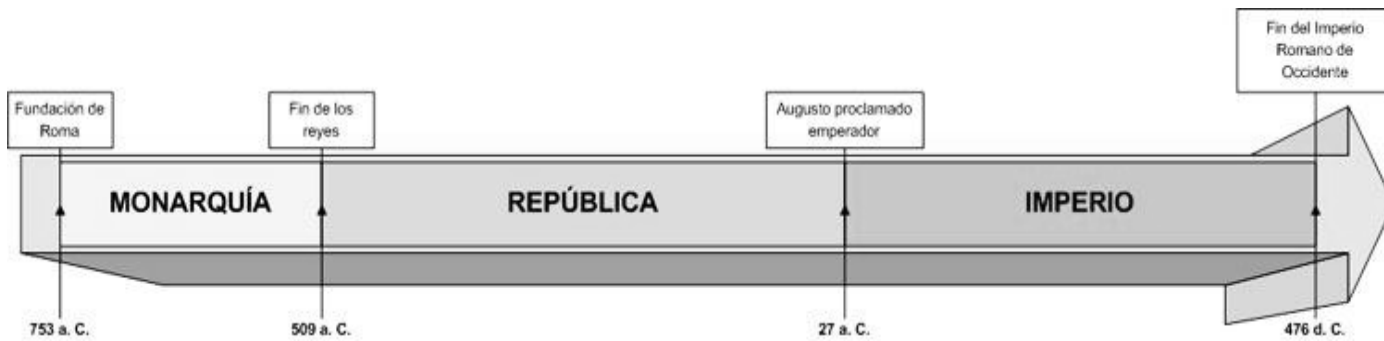 Fin del Imperio
Romano de
Occidente
Fundación de
Roma
Fin de los
reyes
Augusto proclamado
emperador
MONARQUÍA
REPÚBLICA
IMPERIO
753 a. C.
509 a. C.
27 a. C.
476 d. C.